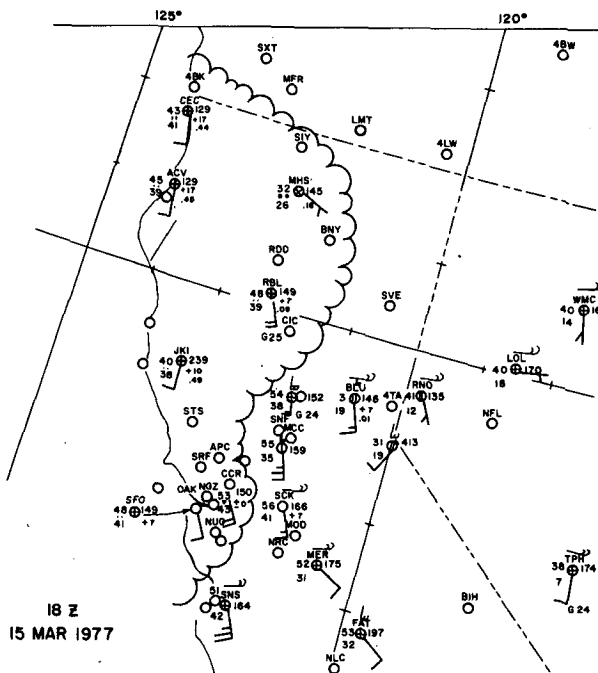 125°
120°
SXT
4BW
4BK
MFR
CEC
43 129
+17
41 .44
LMT
SIY
4LW
ACV
45 129
+17
39 .46
MHS
32 145
**
26 .18
BNY
RDD
RBL
48 149
+7
39 .09
SVE
WMC
40 16
14
CIC
G25
JKI
40 239
+10
38 .49
LOL
40 170
18
54 152
38
G 24
BLU
3 146
+7
19 .01
4TA
RNO
41 135
12
NFL
STS
SNF
MCC
55
35 159
31 413
19
APC
SRF
CCR
NGZ
OAK
53 150
+10
43
SFO
48 149
41 +7
SCK
56 166
+7
41
MOD
NUQ
NRC
MER
52 175
31
TPH
38 174
7
G 24
51 SNS
164
42
BIH
FAT
53 197
32
NLC
18 Z
15 MAR 1977